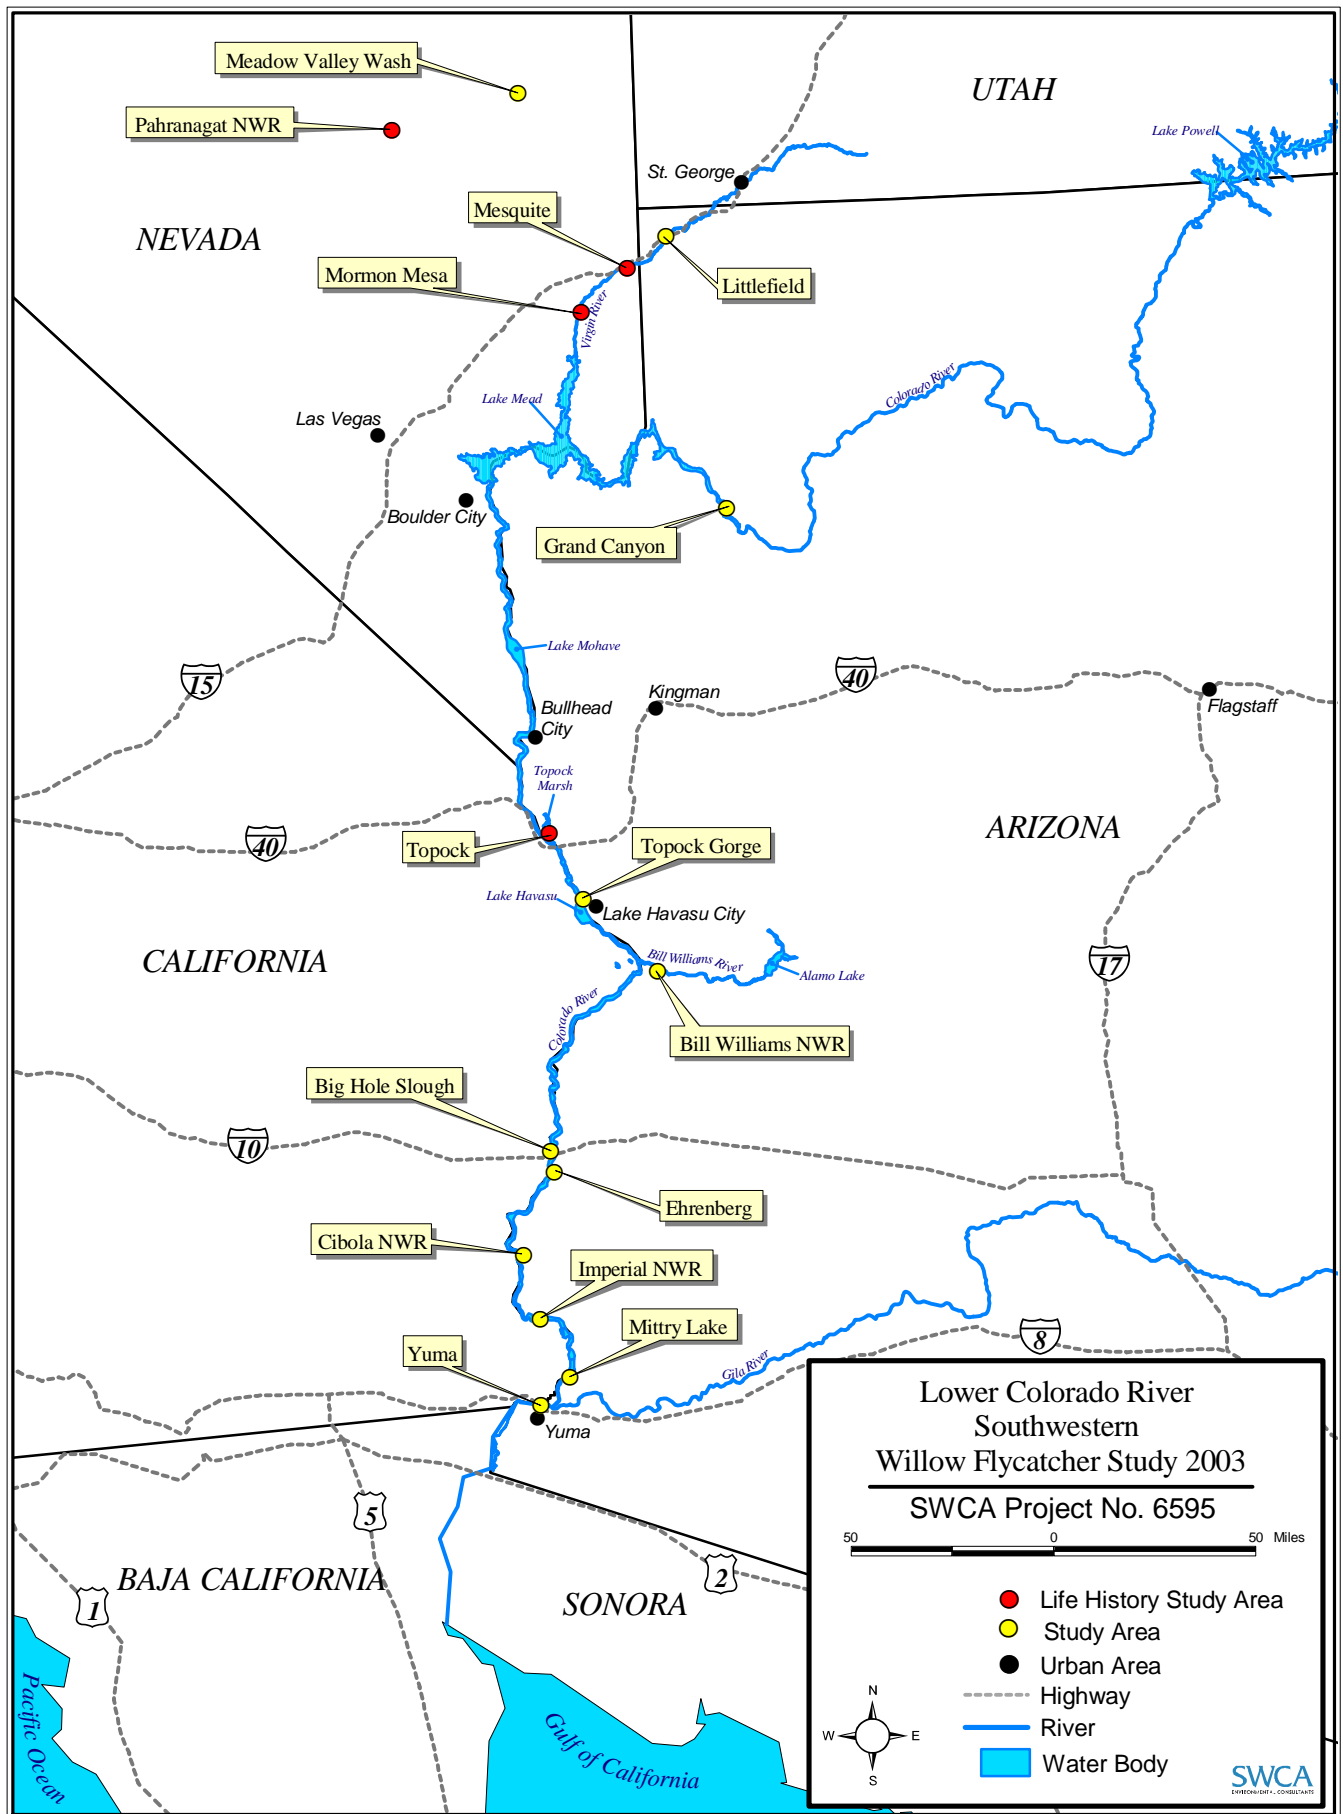 Meadow Valley Wash
UTAH
Pahranagat NWR
Lake Powell
St. George
Mesquite
NEVADA
Mormon Mesa
Littlefield
Virgin River
Lake Mead
Colorado River
Las Vegas
Boulder City
Grand Canyon
Lake Mohave
15
40
Kingman
Flagstaff
Bullhead
City
Topock
Marsh
ARIZONA
40
Topock
Topock Gorge
Lake Havasu
Lake Havasu City
CALIFORNIA
Bill Williams River
Alamo Lake
17
Colorado River
Bill Williams NWR
Big Hole Slough
10
Ehrenberg
Cibola NWR
Imperial NWR
Mittry Lake
Yuma
8
Gila River
Yuma
Lower Colorado River
Southwestern
Willow Flycatcher Study 2003
SWCA Project No. 6595
50 0 50 Miles
5
2
BAJA CALIFORNIA
1
SONORA
Life History Study Area
Study Area
Urban Area
Highway
River
Water Body
N
W E
S
Pacific Ocean
Gulf of California
SWCA
ENVIRONMENTAL CONSULTANTS